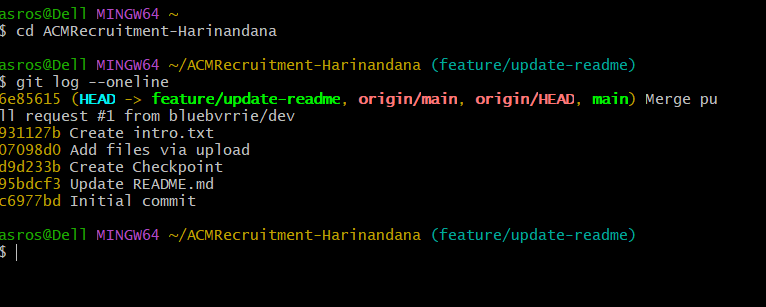 asros@Dell MINGW64 ~
$ cd ACMRecruitment-Harinandana
asros@Dell MINGW64 ~/ACMRecruitment-Harinandana (feature/update-readme)
$ git log --oneline
6e85615 (HEAD -> feature/update-readme, origin/main, origin/HEAD, main) Merge pu
ll request #1 from bluebvrrie/dev
931127b Create intro.txt
07098d0 Add files via upload
d9d233b Create Checkpoint
95bdcf3 Update README.md
c6977bd Initial commit
asros@Dell MINGW64 ~/ACMRecruitment-Harinandana (feature/update-readme)
$